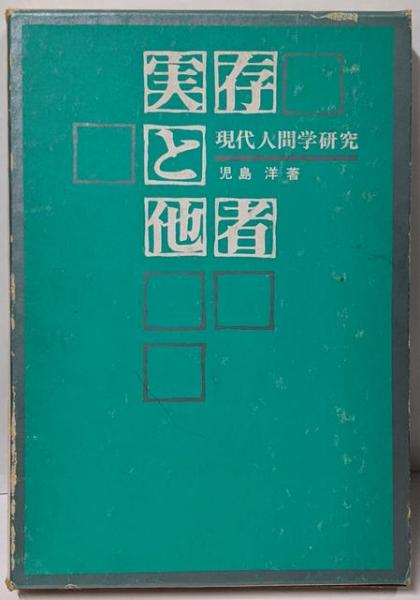 実存
と
他者
現代人間学研究
児島 洋 著